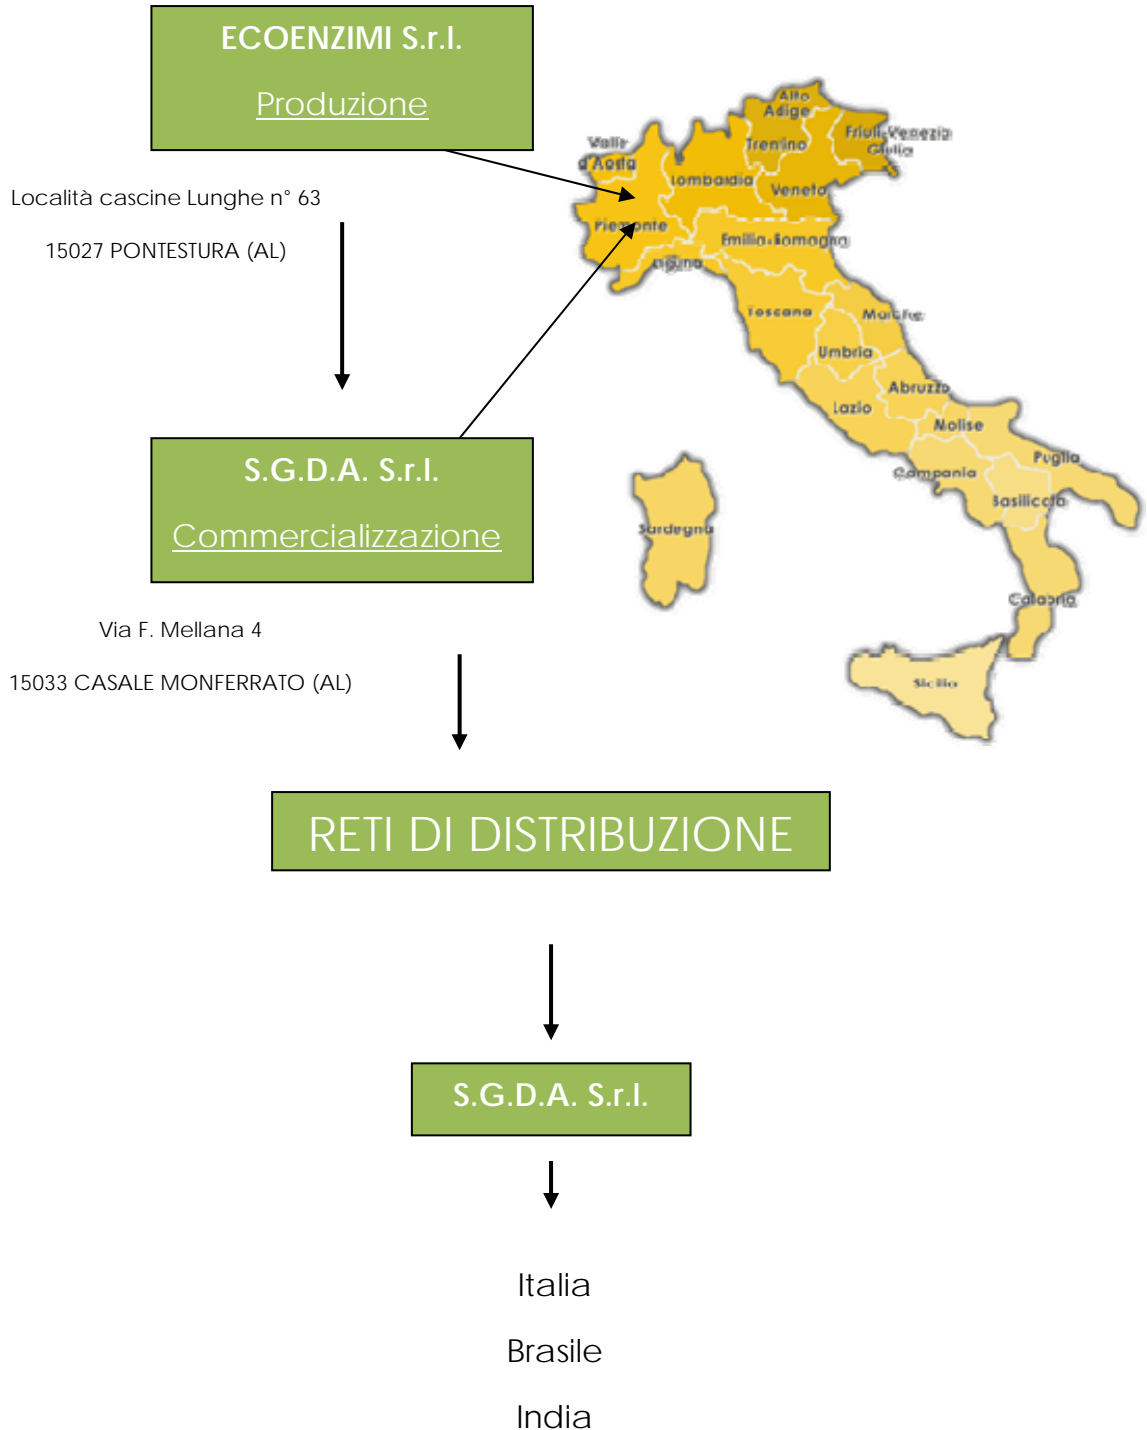 ECOENZIMI S.r.l.
Produzione
Località cascine Lunghe n° 63
15027 PONTESTURA (AL)
Alto
Adige
Friuli-Venezia
Giulia
Valle
d'Aosta
Trentino
Lombardia
Veneto
Piemonte
Emilia-Romagna
Liguria
Toscana
Marche
Umbria
Abruzzo
Lazio
Molise
Puglia
Campania
Basilicata
Sardegna
Calabria
Sicilia
S.G.D.A. S.r.l.
Commercializzazione
Via F. Mellana 4
15033 CASALE MONFERRATO (AL)
RETI DI DISTRIBUZIONE
S.G.D.A. S.r.l.
Italia
Brasile
India